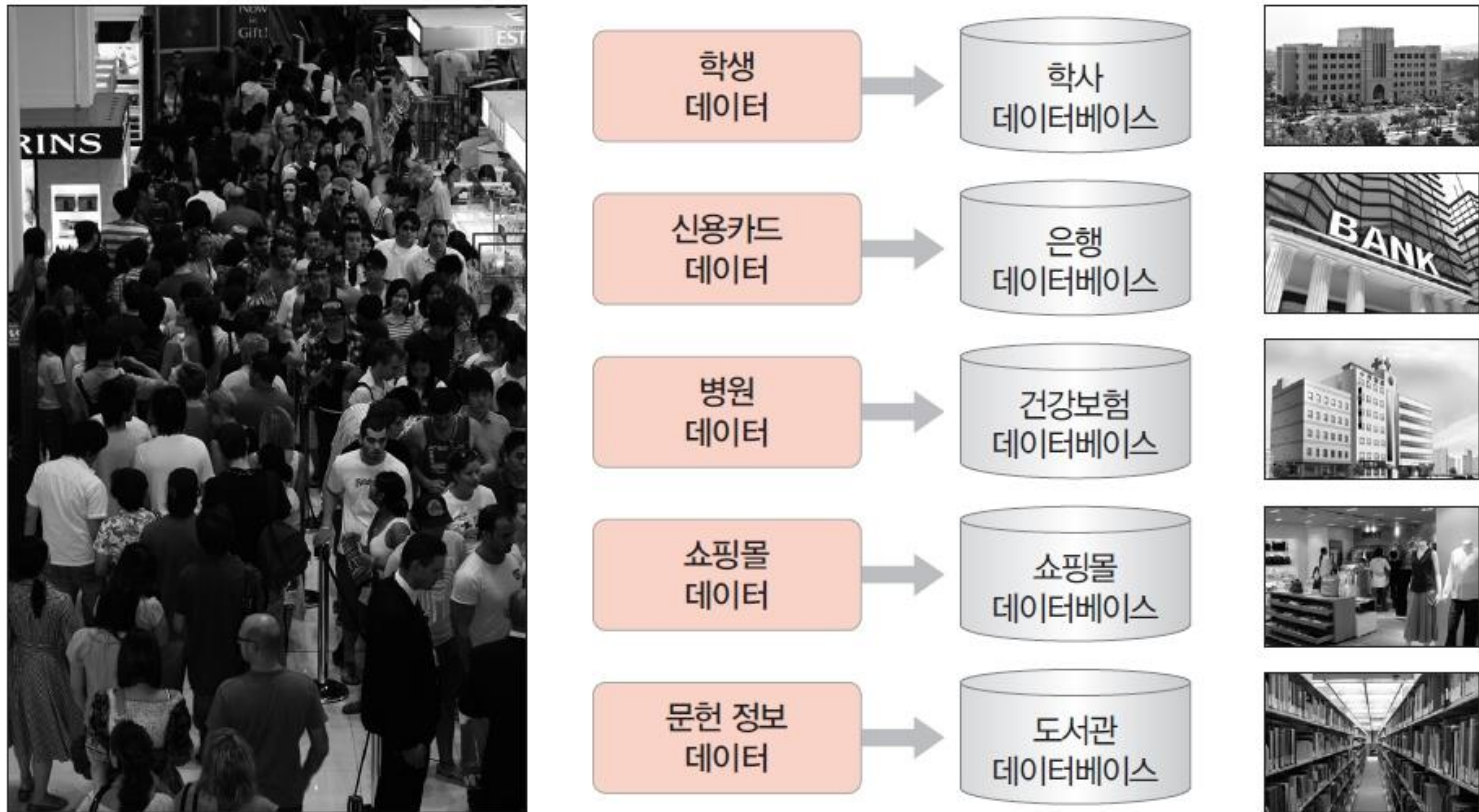 Now
Gift!
EST
RINS
학생
데이터
학사
데이터베이스
신용카드
데이터
은행
데이터베이스
BANK
병원
데이터
건강보험
데이터베이스
쇼핑몰
데이터
쇼핑몰
데이터베이스
문헌 정보
데이터
도서관
데이터베이스